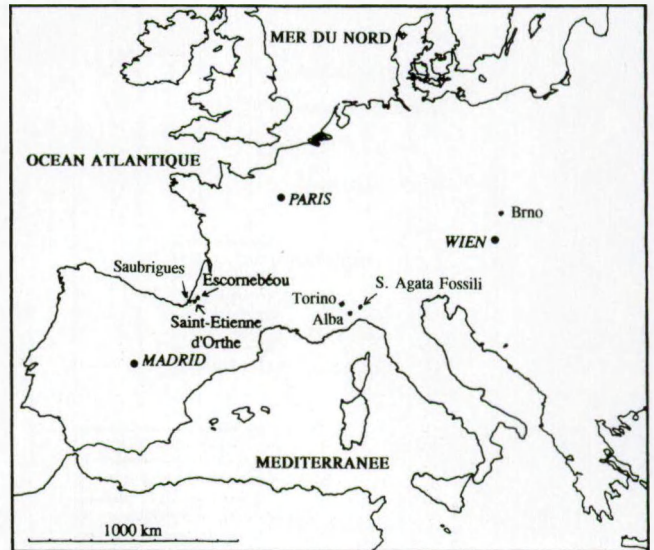 MER DU NORD
OCEAN ATLANTIQUE
PARIS
Brno
WIEN
Saubrigues
Escornebéou
S. Agata Fossili
Torino
Alba
Saint-Etienne
d'Orthe
MADRID
MEDITERRANEE
1000 km